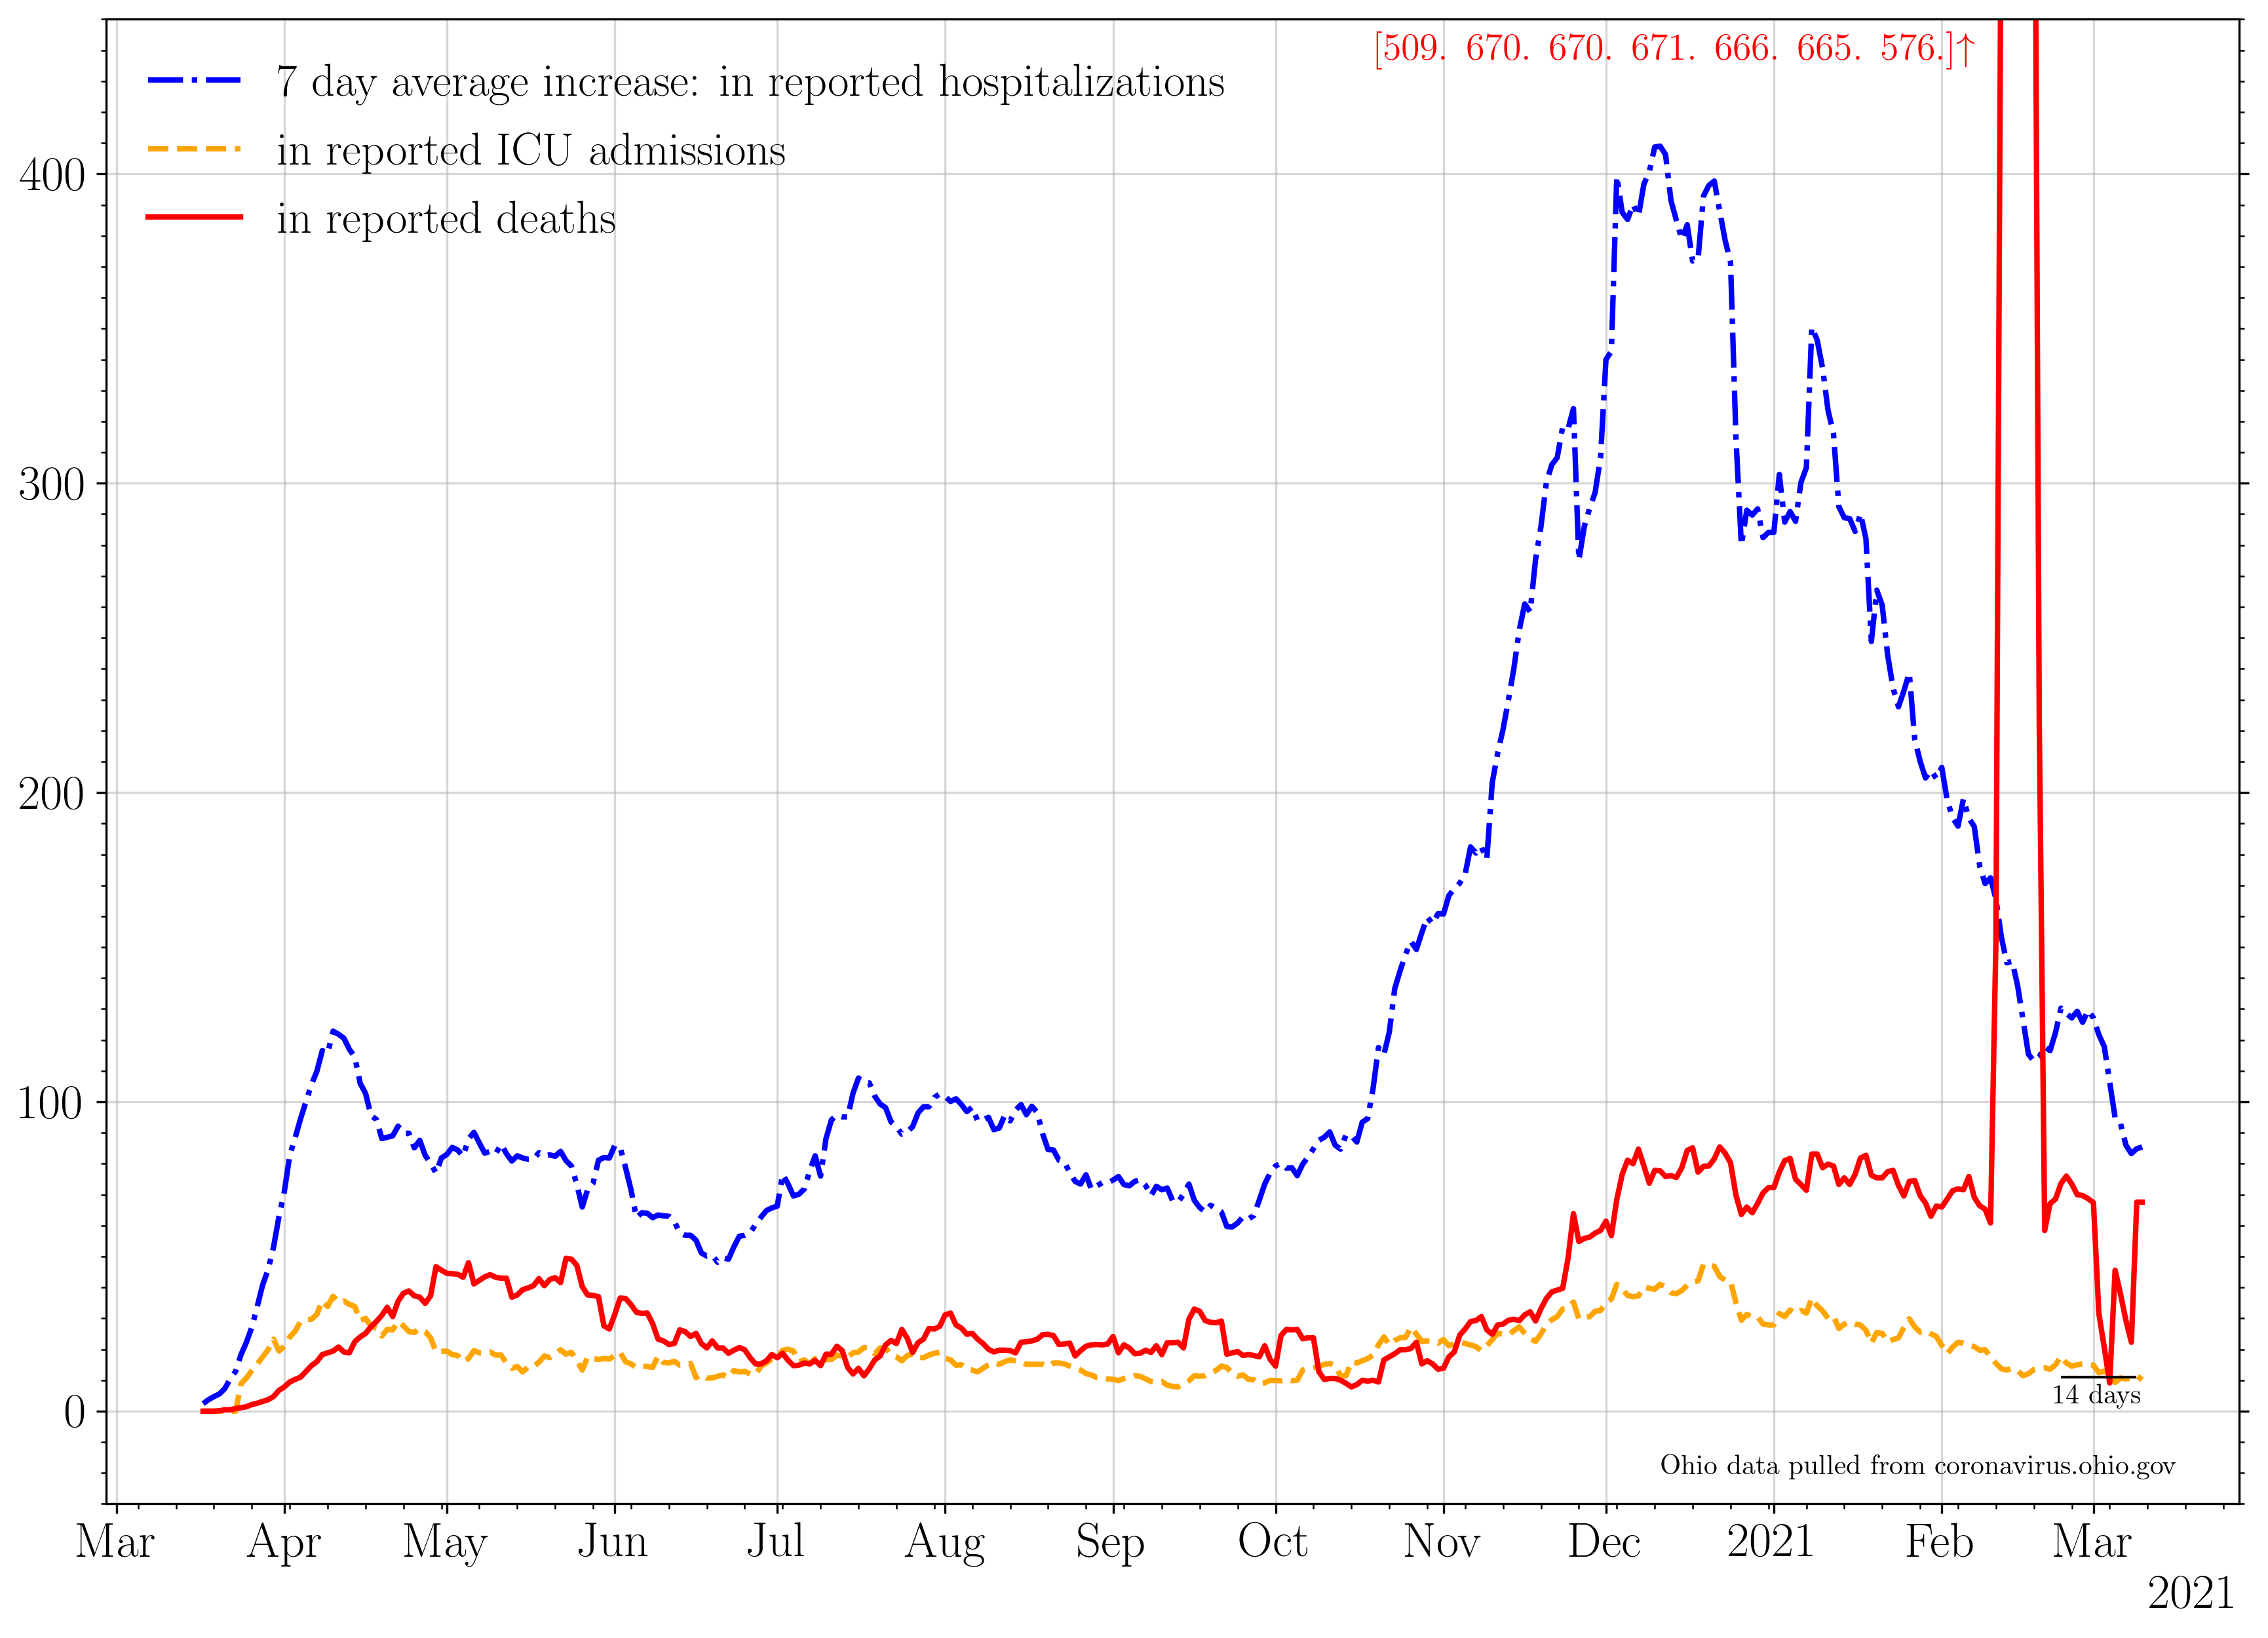 [509. 670. 670. 671. 666. 665. 576.]↑
7 day average increase: in reported hospitalizations
in reported ICU admissions
in reported deaths
400
300
200
100
0
14 days
Ohio data pulled from coronavirus.ohio.gov
Mar Apr May Jun Jul Aug Sep Oct Nov Dec 2021 Feb Mar
2021